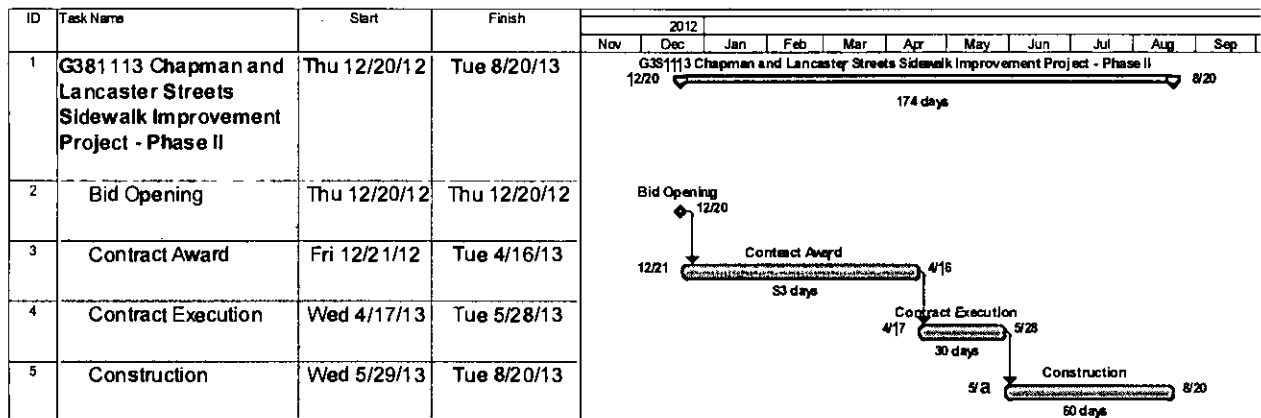 ID Task Name Start Finish 2012
Nov Dec Jan Feb Mar Apr May Jun Jul Aug Sep
1 G381113 Chapman and Lancaster Streets Sidewalk Improvement Project - Phase II Thu 12/20/12 Tue 8/20/13
G381113 Chapman and Lancaster Streets Sidewalk Improvement Project - Phase II
12/20 8/20
174 days
2 Bid Opening Thu 12/20/12 Thu 12/20/12
Bid Opening
12/20
3 Contract Award Fri 12/21/12 Tue 4/16/13
Contract Award
12/21 4/16
S3 days
4 Contract Execution Wed 4/17/13 Tue 5/28/13
Contract Execution
4/17 5/28
30 days
5 Construction Wed 5/29/13 Tue 8/20/13
Construction
5/a 8/20
60 days